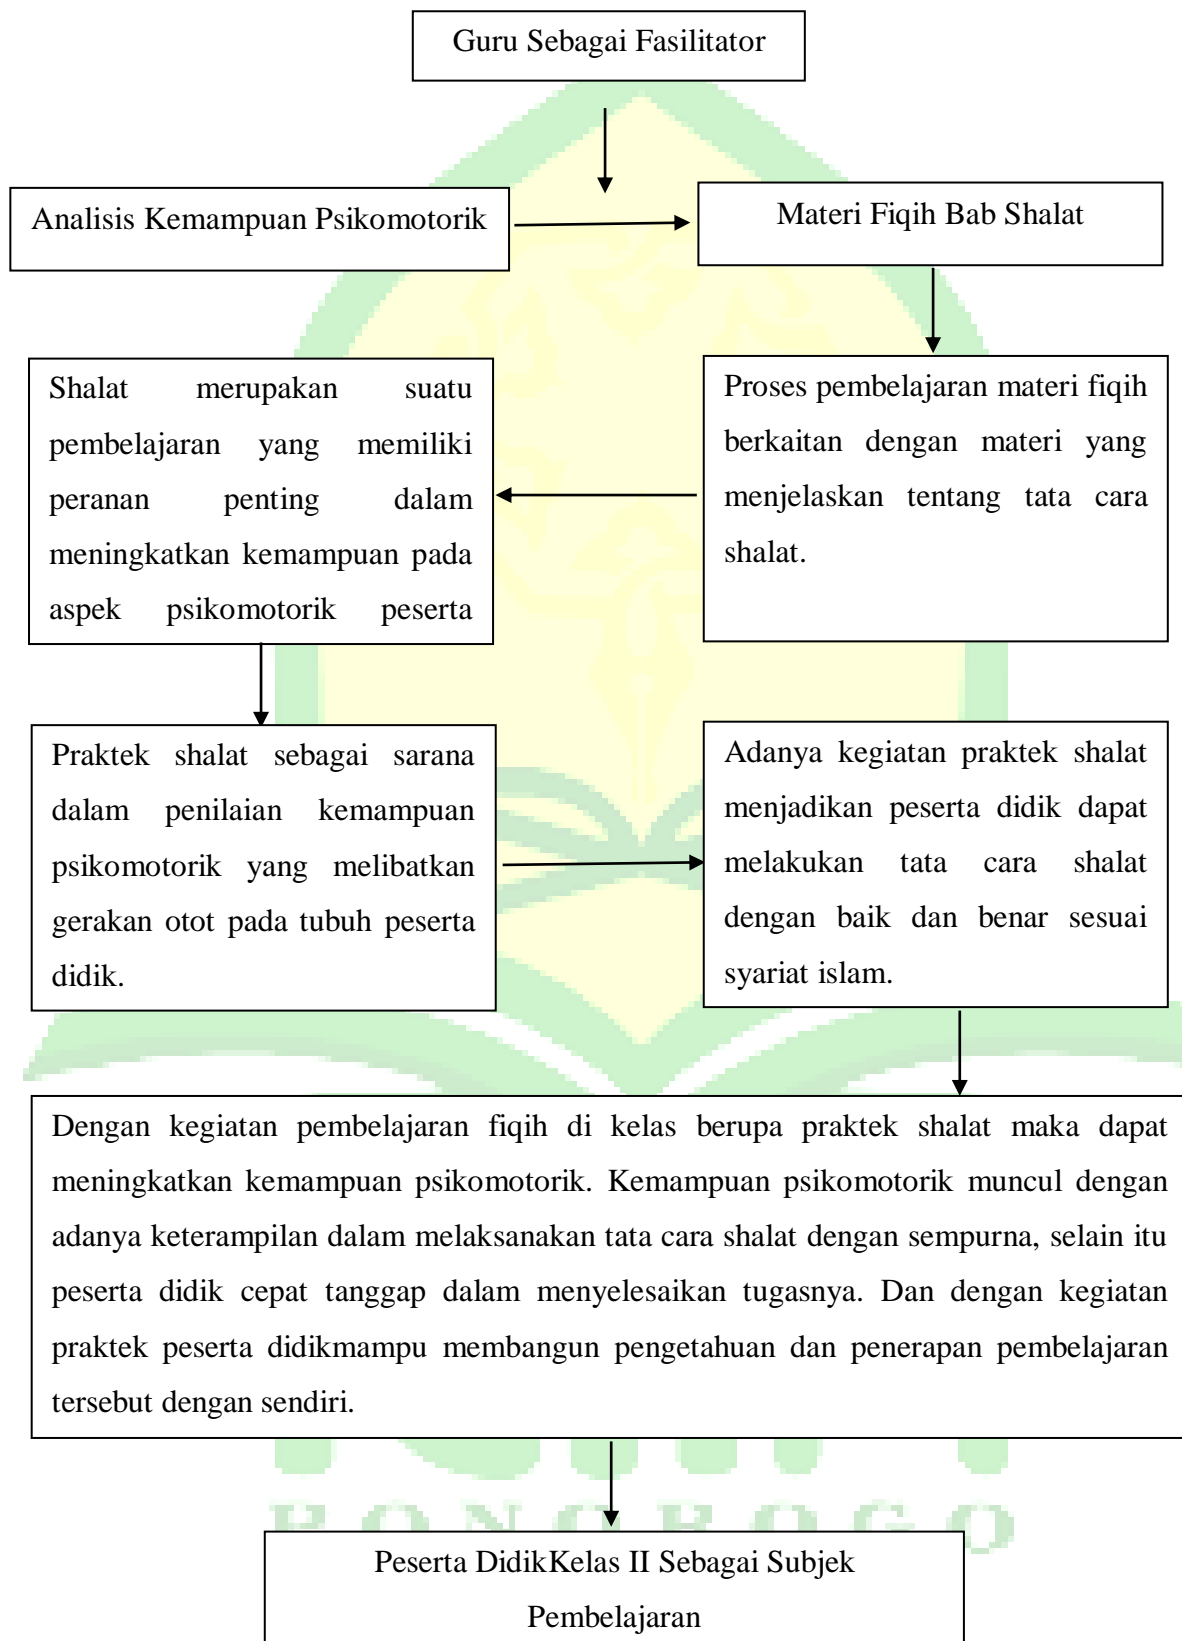 Guru Sebagai Fasilitator
Analisis Kemampuan Psikomotorik
Materi Fiqih Bab Shalat
Shalat merupakan suatu
pembelajaran yang memiliki
peranan penting dalam
meningkatkan kemampuan pada
aspek psikomotorik peserta
Proses pembelajaran materi fiqih
berkaitan dengan materi yang
menjelaskan tentang tata cara
shalat.
Praktek shalat sebagai sarana
dalam penilaian kemampuan
psikomotorik yang melibatkan
gerakan otot pada tubuh peserta
didik.
Adanya kegiatan praktek shalat
menjadikan peserta didik dapat
melakukan tata cara shalat
dengan baik dan benar sesuai
syariat islam.
Dengan kegiatan pembelajaran fiqih di kelas berupa praktek shalat maka dapat
meningkatkan kemampuan psikomotorik. Kemampuan psikomotorik muncul dengan
adanya keterampilan dalam melaksanakan tata cara shalat dengan sempurna, selain itu
peserta didik cepat tanggap dalam menyelesaikan tugasnya. Dan dengan kegiatan
praktek peserta didikmampu membangun pengetahuan dan penerapan pembelajaran
tersebut dengan sendiri.
PONOROGO
Peserta DidikKelas II Sebagai Subjek
Pembelajaran